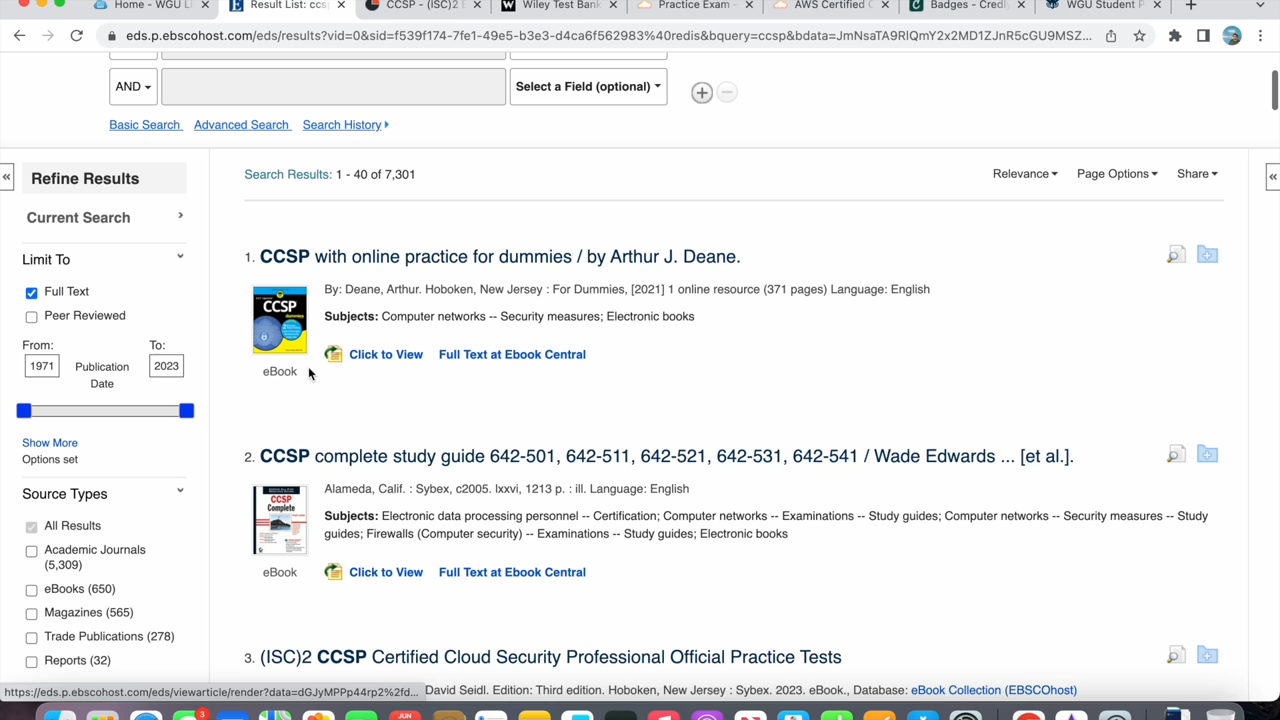 Home - WGU L
Result List: ccs
CCSP - (ISC)2 E
Wiley Test Bank
Practice Exam -
AWS Certified C
Badges - Credly
WGU Student P
eds.p.ebscohost.com/eds/results?vid=0&sid=f539f174-7fe1-49e5-b3e3-d4ca6f562983%40redis&bquery=ccsp&bdata=JmNsaTA9RlQmY2x2MD1ZJnR5cGU9MSZ...
AND
Select a Field (optional)
Basic Search Advanced Search Search History
Refine Results
Current Search
Limit To
Full Text
Peer Reviewed
From: To:
1971 Publication Date 2023
Show More
Options set
Source Types
All Results
Academic Journals
(5,309)
eBooks (650)
Magazines (565)
Trade Publications (278)
Reports (32)
Search Results: 1 - 40 of 7,301
Relevance Page Options Share
1. CCSP with online practice for dummies / by Arthur J. Deane.
By: Deane, Arthur. Hoboken, New Jersey : For Dummies, [2021] 1 online resource (371 pages) Language: English
Subjects: Computer networks -- Security measures; Electronic books
CCSP
dummies
eBook
Click to View Full Text at Ebook Central
2. CCSP complete study guide 642-501, 642-511, 642-521, 642-531, 642-541 / Wade Edwards ... [et al.].
Alameda, Calif. : Sybex, c2005. lxxvi, 1213 p. : ill. Language: English
Subjects: Electronic data processing personnel -- Certification; Computer networks -- Examinations -- Study guides; Computer networks -- Security measures -- Study
guides; Firewalls (Computer security) -- Examinations -- Study guides; Electronic books
CCSP
Complete
eBook
Click to View Full Text at Ebook Central
3. (ISC)2 CCSP Certified Cloud Security Professional Official Practice Tests
David Seidl. Edition: Third edition. Hoboken, New Jersey : Sybex. 2023. eBook., Database: eBook Collection (EBSCOhost)
https://eds.p.ebscohost.com/eds/viewarticle/render?data=dGJyMPPp44rp2%2fd...
3
JUN